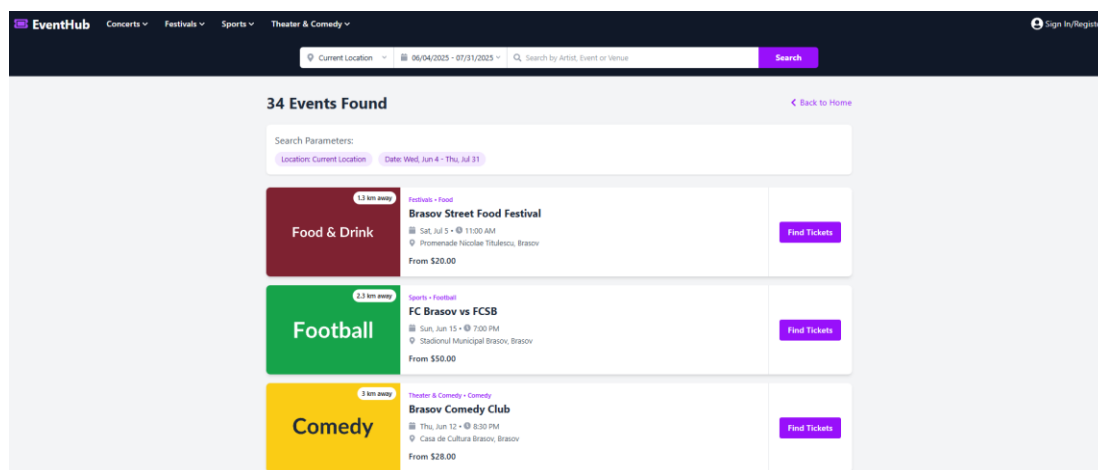 EventHub Concerts Festivals Sports Theater & Comedy Sign In/Registe
Current Location 06/04/2025 - 07/31/2025 Search by Artist, Event or Venue Search
34 Events Found Back to Home
Search Parameters:
Location: Current Location Date: Wed, Jun 4 - Thu, Jul 31
1.3 km away
Food & Drink
Festivals • Food
Brasov Street Food Festival
Sat, Jul 5 • 11:00 AM
Promenade Nicolae Titulescu, Brasov
From $20.00
Find Tickets
2.3 km away
Football
Sports • Football
FC Brasov vs FCSB
Sun, Jun 15 • 7:00 PM
Stadionul Municipal Brasov, Brasov
From $50.00
Find Tickets
3 km away
Comedy
Theater & Comedy • Comedy
Brasov Comedy Club
Thu, Jun 12 • 8:30 PM
Casa de Cultura Brasov, Brasov
From $28.00
Find Tickets